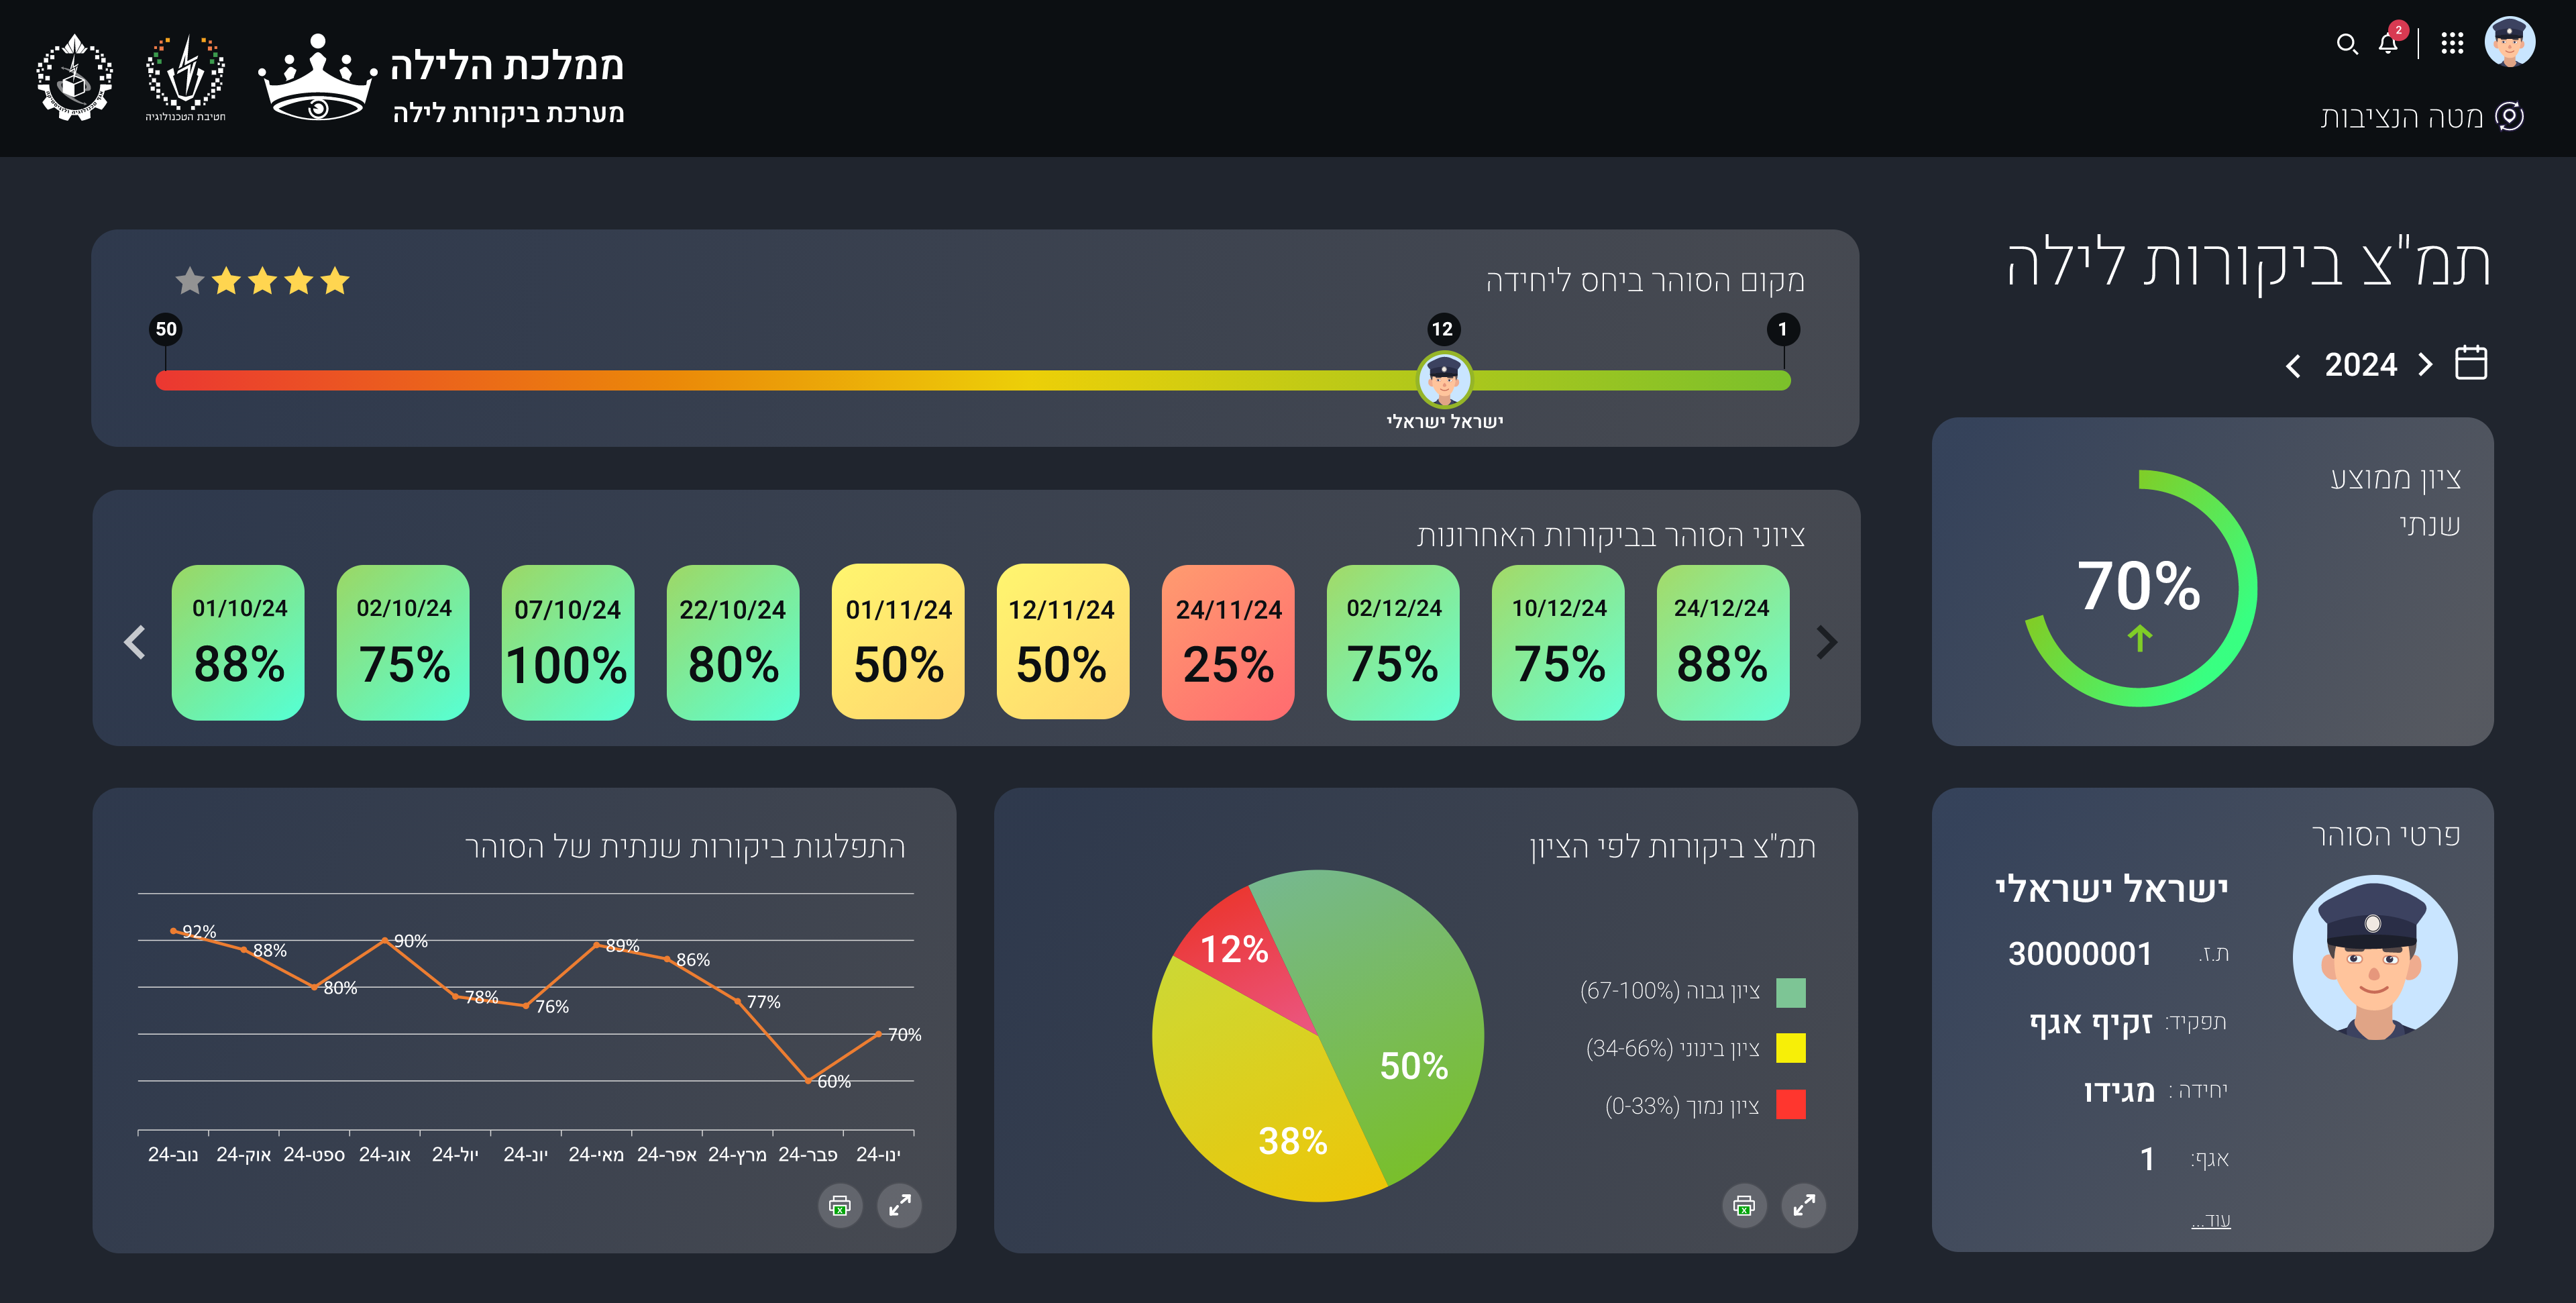 2
מטה הנציבות
ממלכת הלילה
מערכת ביקורות לילה
חטיבת הטכנולוגיה
תמ"צ ביקורות לילה
2024
ציון ממוצע
שנתי
70%
מקום הסוהר ביחס ליחידה
1
12
50
ישראל ישראלי
ציוני הסוהר בביקורות האחרונות
24/12/24
88%
10/12/24
75%
02/12/24
75%
24/11/24
25%
12/11/24
50%
01/11/24
50%
22/10/24
80%
07/10/24
100%
02/10/24
75%
01/10/24
88%
פרטי הסוהר
ישראל ישראלי
ת.ז. 30000001
תפקיד: זקיף אגף
יחידה : מגידו
אגף: 1
עוד...
תמ"צ ביקורות לפי הציון
12%
50%
38%
ציון גבוה (67-100%)
ציון בינוני (34-66%)
ציון נמוך (0-33%)
התפלגות ביקורות שנתית של הסוהר
70%
60%
77%
86%
89%
76%
78%
90%
80%
88%
92%
ינו-24
פבר-24
מרץ-24
אפר-24
מאי-24
יונ-24
יול-24
אוג-24
ספט-24
אוק-24
נוב-24